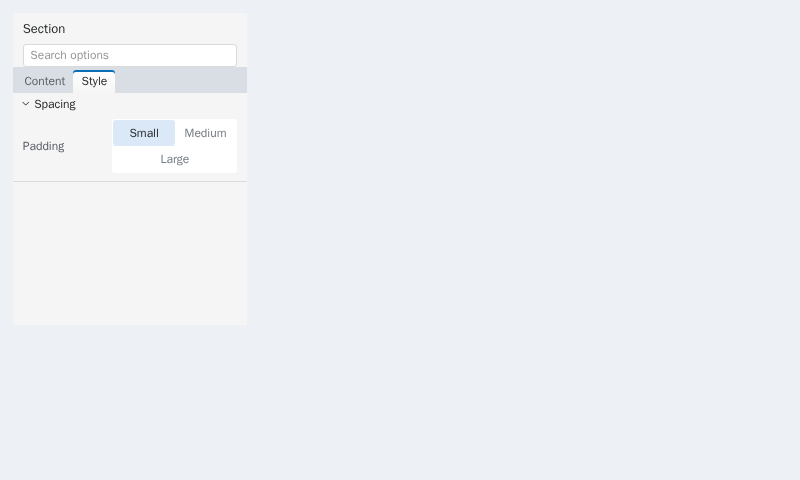 Section
Search options
Content Style
Spacing
Padding
Small Medium
Large